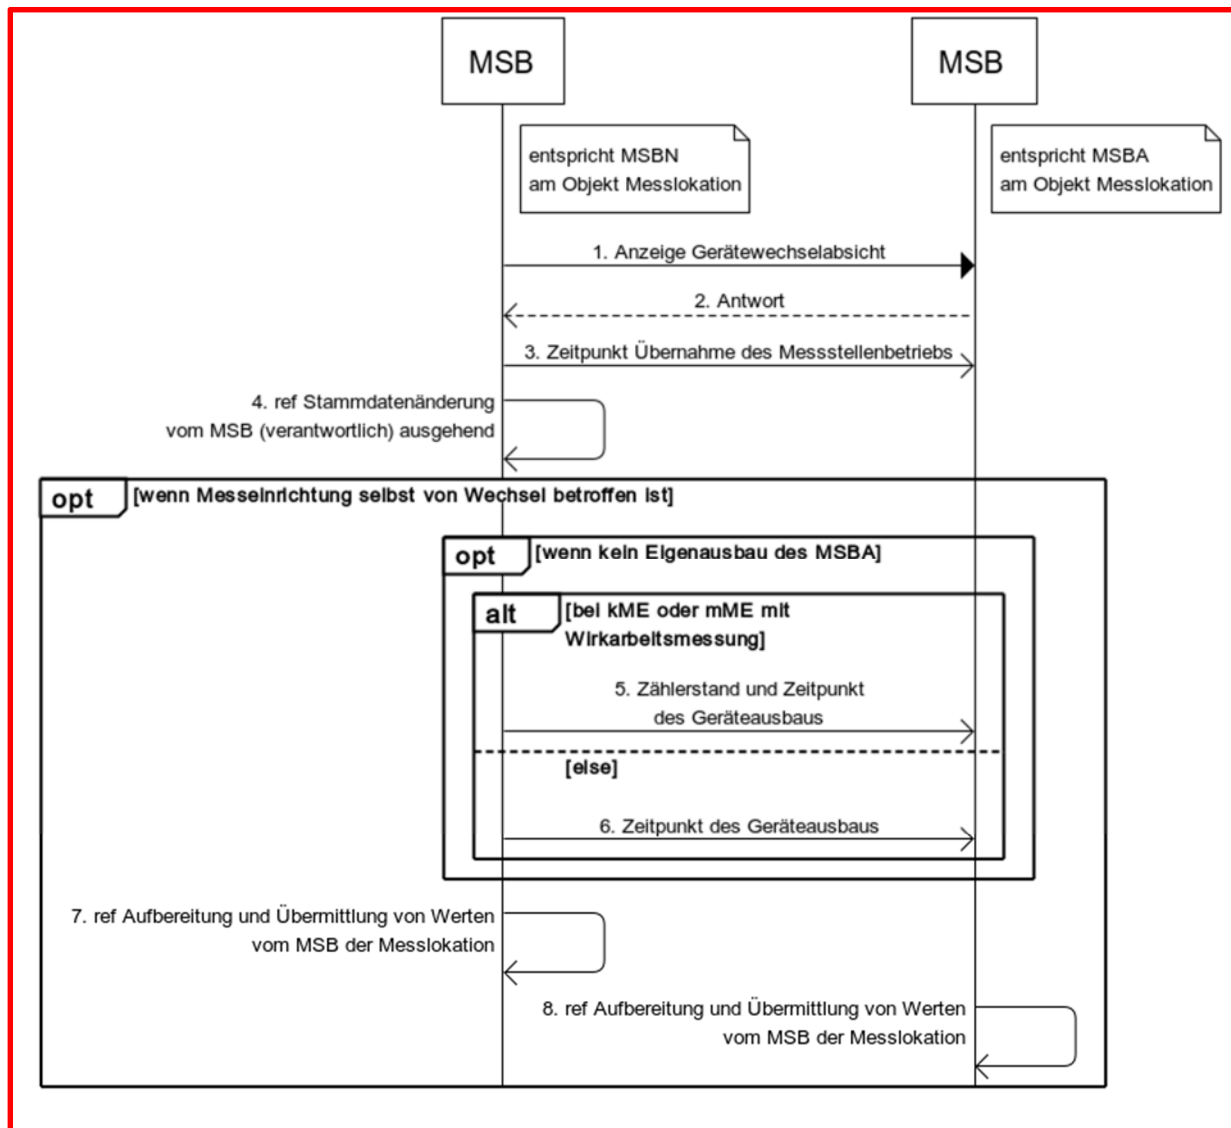 MSB
MSB
entspricht MSBN
am Objekt Messlokation
entspricht MSBA
am Objekt Messlokation
1. Anzeige Gerätewechselabsicht
2. Antwort
3. Zeitpunkt Übernahme des Messstellenbetriebs
4. ref Stammdatenänderung
vom MSB (verantwortlich) ausgehend
opt [wenn Messeinrichtung selbst von Wechsel betroffen ist]
opt [wenn kein Eigenausbau des MSBA]
alt [bei kME oder mME mit
Wirkarbeitsmessung]
5. Zählerstand und Zeitpunkt
des Geräteausbaus
[else]
6. Zeitpunkt des Geräteausbaus
7. ref Aufbereitung und Übermittlung von Werten
vom MSB der Messlokation
8. ref Aufbereitung und Übermittlung von Werten
vom MSB der Messlokation